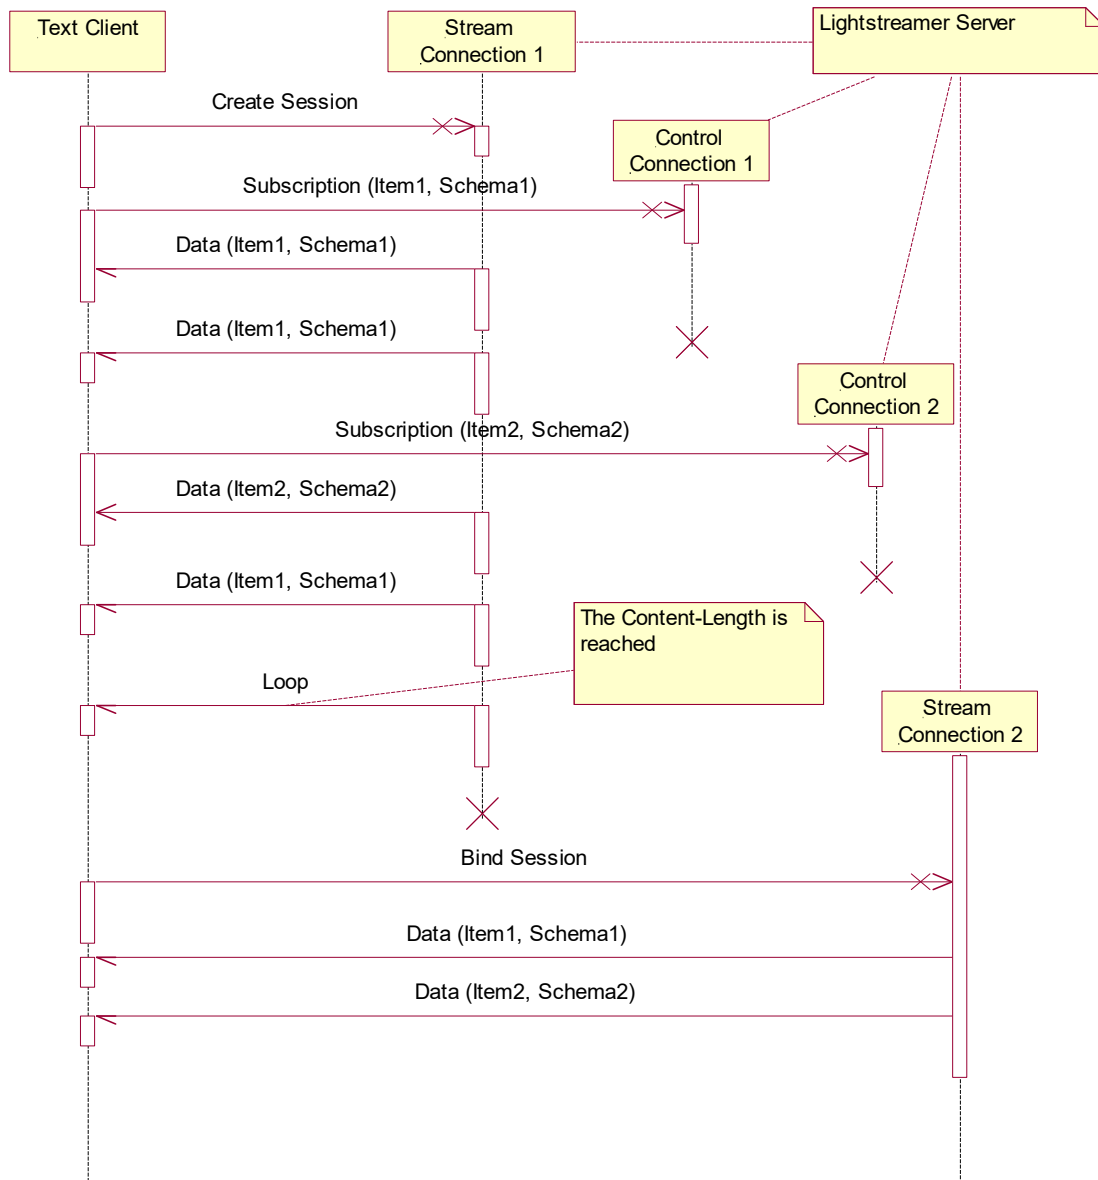 Text Client
Stream
Connection 1
Lightstreamer Server
Create Session
Control
Connection 1
Subscription (Item1, Schema1)
Data (Item1, Schema1)
Data (Item1, Schema1)
Control
Connection 2
Subscription (Item2, Schema2)
Data (Item2, Schema2)
Data (Item1, Schema1)
The Content-Length is
reached
Loop
Stream
Connection 2
Bind Session
Data (Item1, Schema1)
Data (Item2, Schema2)